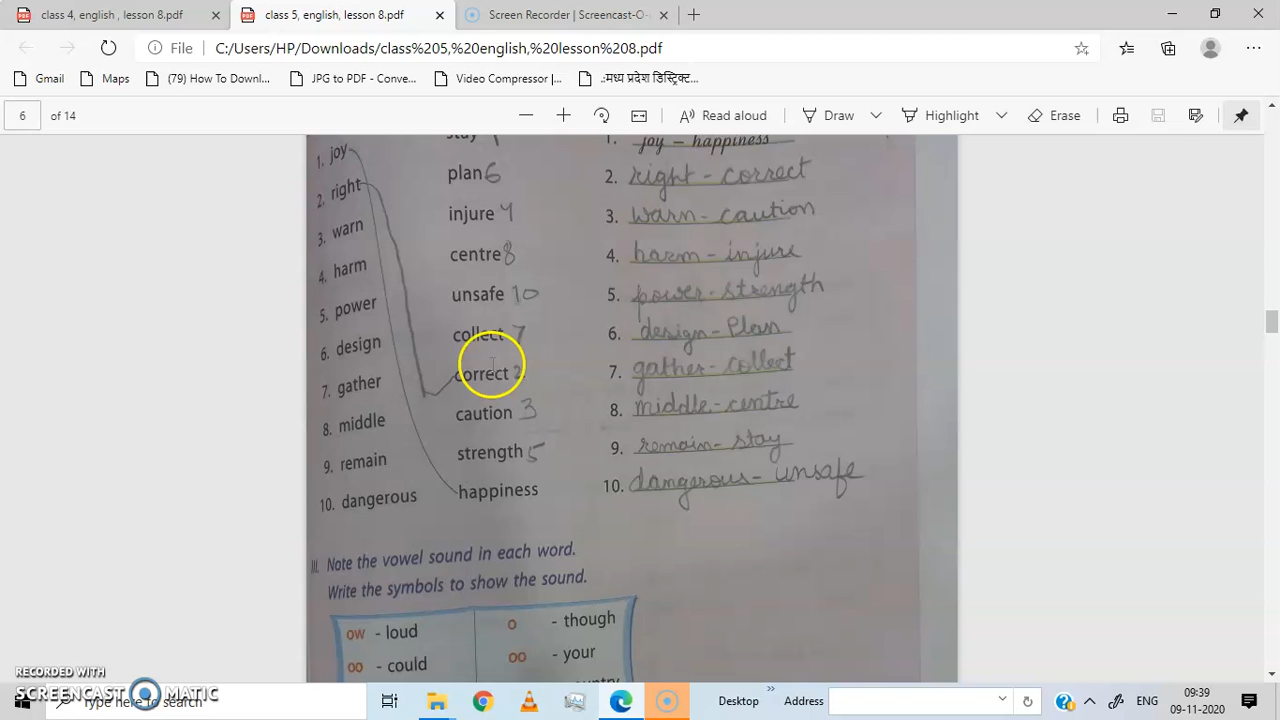 class 4, english , lesson 8.pdf
class 5, english, lesson 8.pdf
Screen Recorder | Screencast-O-
File
C:/Users/HP/Downloads/class%205,%20english,%20lesson%208.pdf
Gmail
Maps
(79) How To Downl...
JPG to PDF - Conve...
Video Compressor |...
.:मध्य प्रदेश डिस्ट्रिक्ट...
6 of 14
Read aloud
Draw
Highlight
Erase
1. joy
2. right
3. warn
4. harm
5. power
6. design
7. gather
8. middle
9. remain
10. dangerous
stay
plan 6
injure 4
centre 8
unsafe 10
collect 7
correct 2
caution 3
strength 5
happiness
1. joy – happiness
2. right - correct
3. warn - caution
4. harm - injure
5. power - strength
6. design - Plan
7. gather - collect
8. middle - centre
9. remain - stay
10. dangerous - unsafe
III. Note the vowel sound in each word.
Write the symbols to show the sound.
ow - loud
oo - could
o - though
oo - your
RECORDED WITH
SCREENCAST MATIC
Type here to search
Desktop
Address
ENG
09:39
09-11-2020